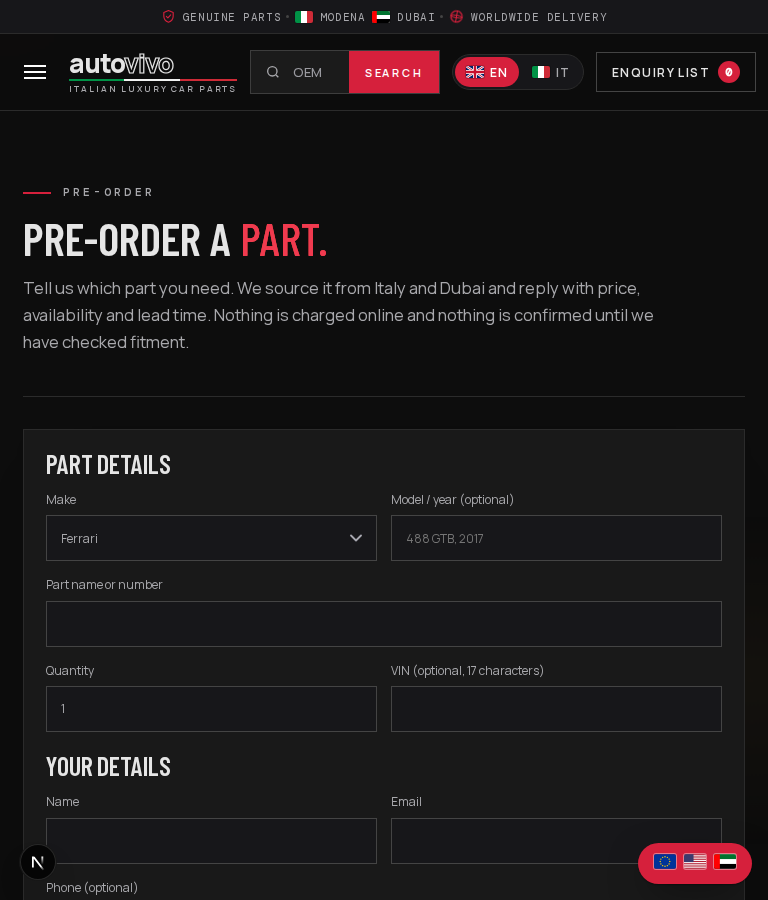 GENUINE PARTS • MODENA DUBAI • WORLDWIDE DELIVERY
autovivo
ITALIAN LUXURY CAR PARTS
OEM
SEARCH
EN
IT
ENQUIRY LIST 0
PRE-ORDER
PRE-ORDER A PART.
Tell us which part you need. We source it from Italy and Dubai and reply with price,
availability and lead time. Nothing is charged online and nothing is confirmed until we
have checked fitment.
PART DETAILS
Make
Model / year (optional)
Ferrari
488 GTB, 2017
Part name or number
Quantity
VIN (optional, 17 characters)
1
YOUR DETAILS
Name
Email
N
Phone (optional)